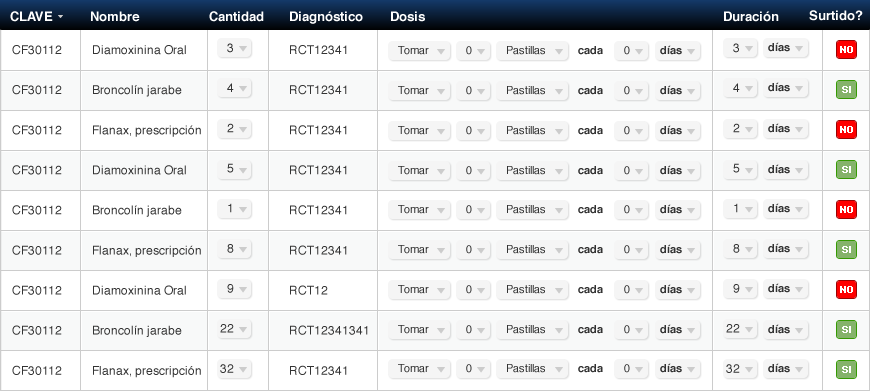 CLAVE Nombre Cantidad Diagnóstico Dosis Duración Surtido?
CF30112 Diamoxinina Oral 3 RCT12341 Tomar 0 Pastillas cada 0 días 3 días NO
CF30112 Broncolín jarabe 4 RCT12341 Tomar 0 Pastillas cada 0 días 4 días SI
CF30112 Flanax, prescripción 2 RCT12341 Tomar 0 Pastillas cada 0 días 2 días NO
CF30112 Diamoxinina Oral 5 RCT12341 Tomar 0 Pastillas cada 0 días 5 días SI
CF30112 Broncolín jarabe 1 RCT12341 Tomar 0 Pastillas cada 0 días 1 días NO
CF30112 Flanax, prescripción 8 RCT12341 Tomar 0 Pastillas cada 0 días 8 días SI
CF30112 Diamoxinina Oral 9 RCT12 Tomar 0 Pastillas cada 0 días 9 días NO
CF30112 Broncolín jarabe 22 RCT12341341 Tomar 0 Pastillas cada 0 días 22 días SI
CF30112 Flanax, prescripción 32 RCT12341 Tomar 0 Pastillas cada 0 días 32 días SI